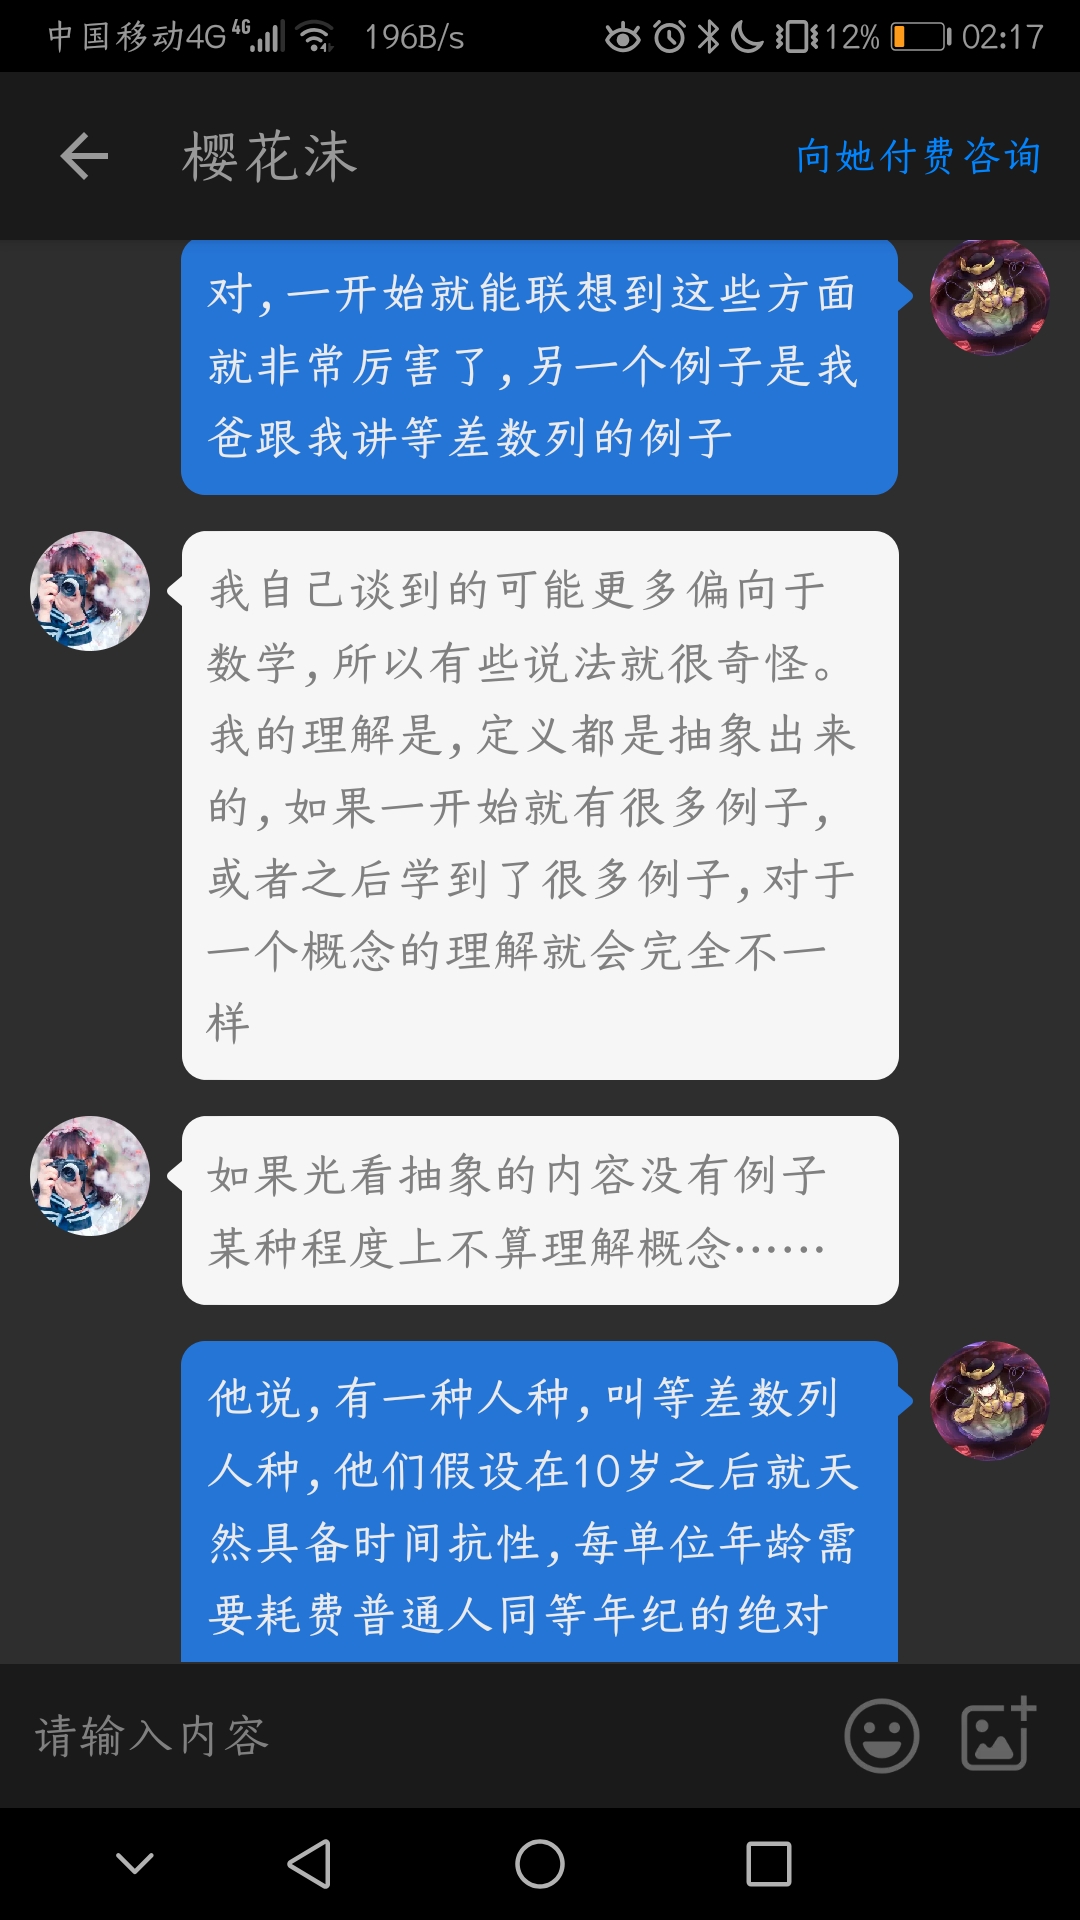 中国移动4G 4G 196B/s 12% 02:17
樱花沫 向她付费咨询
对,一开始就能联想到这些方面
就非常厉害了,另一个例子是我
爸跟我讲等差数列的例子
我自己谈到的可能更多偏向于
数学,所以有些说法就很奇怪。
我的理解是,定义都是抽象出来
的,如果一开始就有很多例子,
或者之后学到了很多例子,对于
一个概念的理解就会完全不一
样
如果光看抽象的内容没有例子
某种程度上不算理解概念……
他说,有一种人种,叫等差数列
人种,他们假设在10岁之后就天
然具备时间抗性,每单位年龄需
要耗费普通人同等年纪的绝对
请输入内容